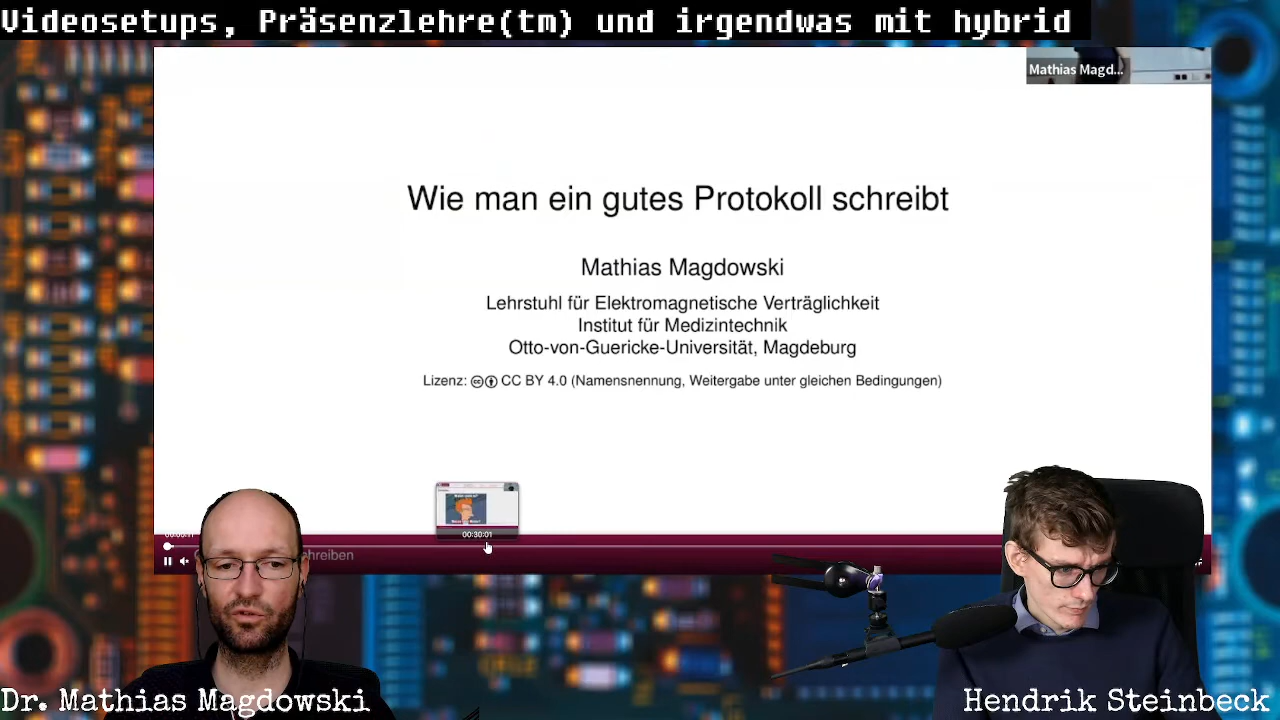 Videosetups, Präsenzlehre(tm) und irgendwas mit hybrid
Mathias Magd...
Wie man ein gutes Protokoll schreibt
Mathias Magdowski
Lehrstuhl für Elektromagnetische Verträglichkeit
Institut für Medizintechnik
Otto-von-Guericke-Universität, Magdeburg
Lizenz: CC BY 4.0 (Namensnennung, Weitergabe unter gleichen Bedingungen)
00:30:01
chreiben
Dr. Mathias Magdowski
Hendrik Steinbeck